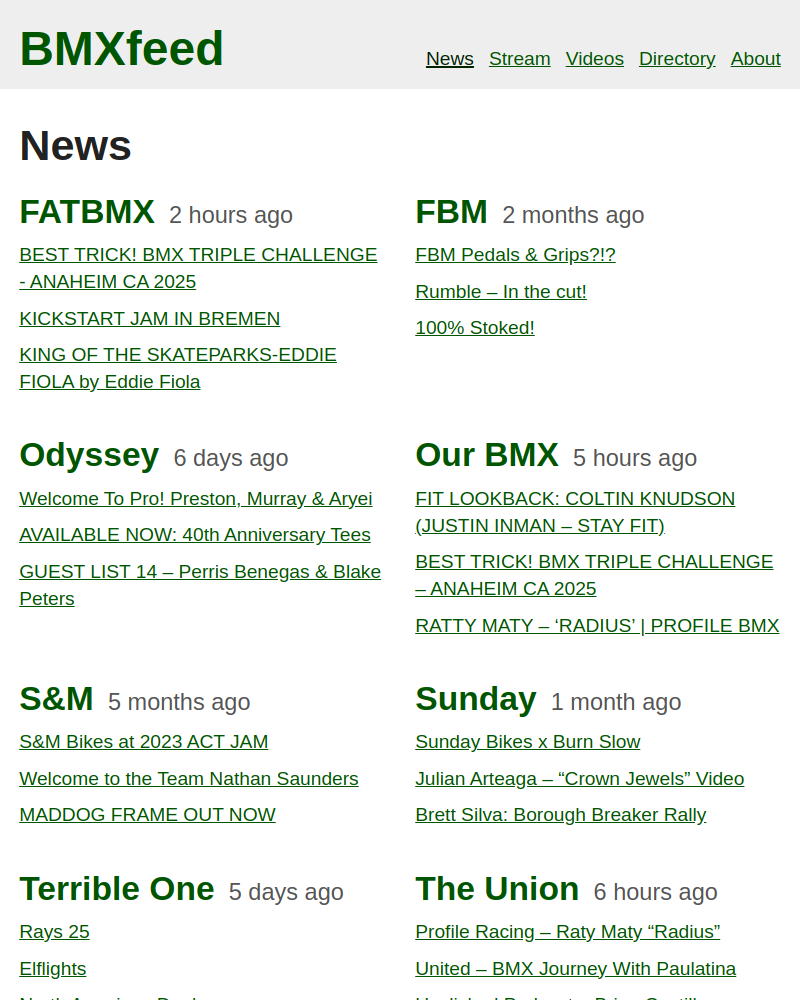 BMXfeed
News Stream Videos Directory About
News
FATBMX 2 hours ago
BEST TRICK! BMX TRIPLE CHALLENGE
- ANAHEIM CA 2025
KICKSTART JAM IN BREMEN
KING OF THE SKATEPARKS-EDDIE
FIOLA by Eddie Fiola
FBM 2 months ago
FBM Pedals & Grips?!?
Rumble – In the cut!
100% Stoked!
Odyssey 6 days ago
Welcome To Pro! Preston, Murray & Aryei
AVAILABLE NOW: 40th Anniversary Tees
GUEST LIST 14 – Perris Benegas & Blake
Peters
Our BMX 5 hours ago
FIT LOOKBACK: COLTIN KNUDSON
(JUSTIN INMAN – STAY FIT)
BEST TRICK! BMX TRIPLE CHALLENGE
– ANAHEIM CA 2025
RATTY MATY – ‘RADIUS’ | PROFILE BMX
S&M 5 months ago
S&M Bikes at 2023 ACT JAM
Welcome to the Team Nathan Saunders
MADDOG FRAME OUT NOW
Sunday 1 month ago
Sunday Bikes x Burn Slow
Julian Arteaga – “Crown Jewels” Video
Brett Silva: Borough Breaker Rally
Terrible One 5 days ago
Rays 25
Elflights
The Union 6 hours ago
Profile Racing – Raty Maty “Radius”
United – BMX Journey With Paulatina